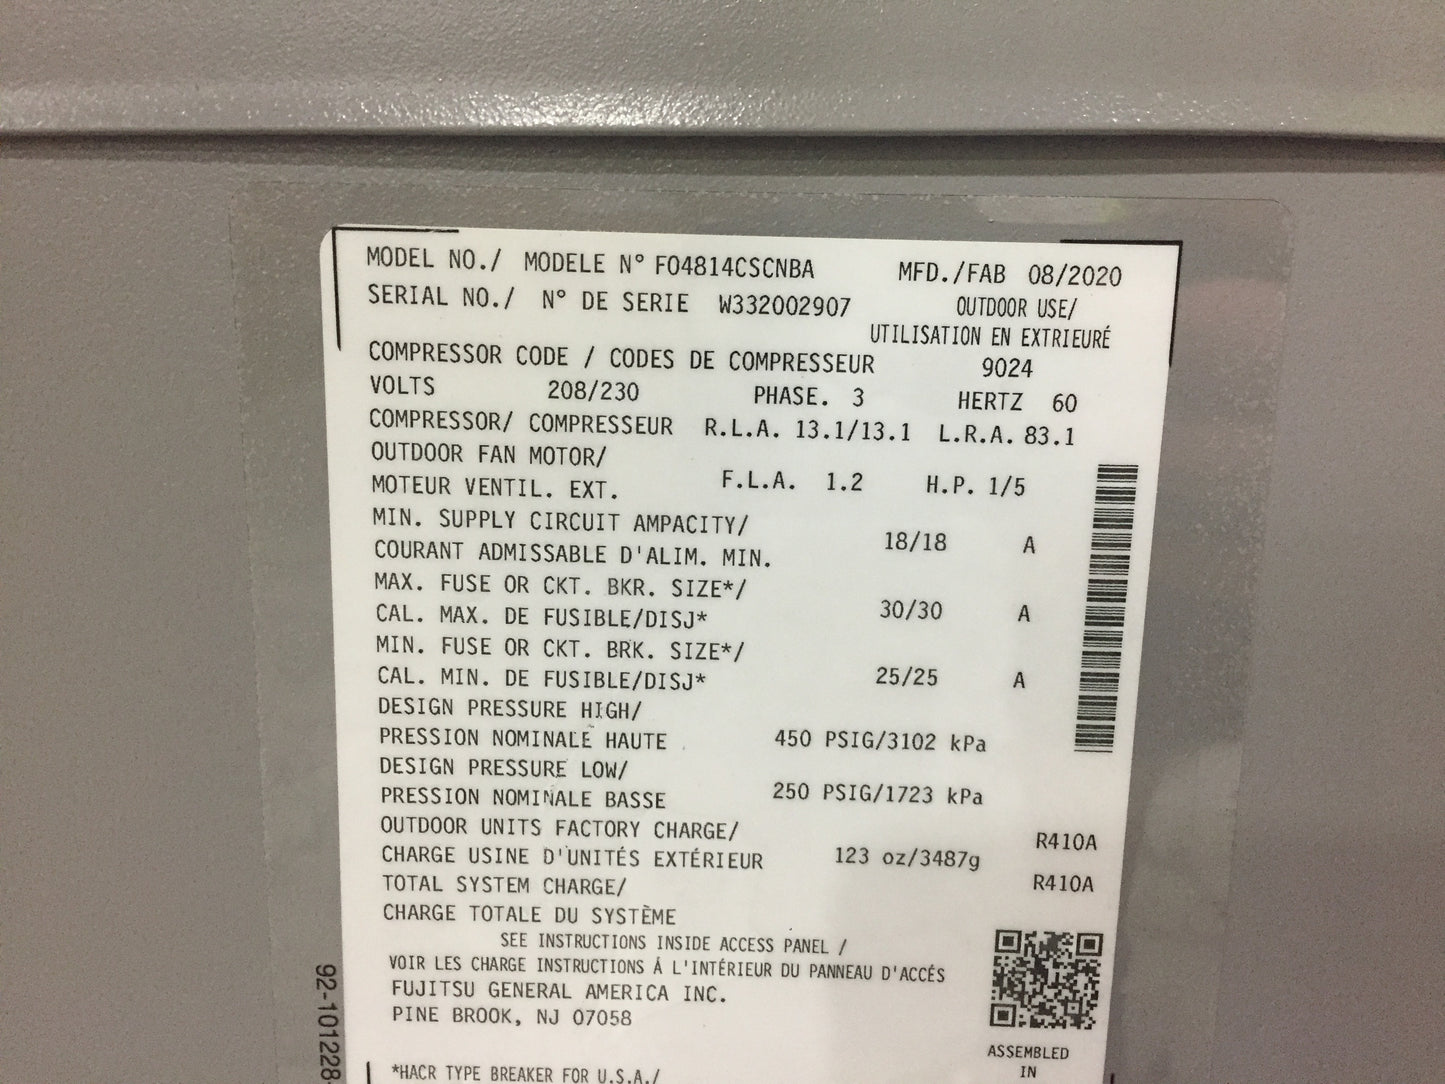 MODEL NO./ MODELE N° FO4814CSCNBA MFD./FAB 08/2020
SERIAL NO./ N° DE SERIE W332002907 OUTDOOR USE/
UTILISATION EN EXTRIEURÉ
COMPRESSOR CODE / CODES DE COMPRESSEUR 9024
VOLTS 208/230 PHASE. 3 HERTZ 60
COMPRESSOR/ COMPRESSEUR R.L.A. 13.1/13.1 L.R.A. 83.1
OUTDOOR FAN MOTOR/
MOTEUR VENTIL. EXT. F.L.A. 1.2 H.P. 1/5
MIN. SUPPLY CIRCUIT AMPACITY/
COURANT ADMISSABLE D'ALIM. MIN. 18/18 A
MAX. FUSE OR CKT. BKR. SIZE*/
CAL. MAX. DE FUSIBLE/DISJ* 30/30 A
MIN. FUSE OR CKT. BRK. SIZE*/
CAL. MIN. DE FUSIBLE/DISJ* 25/25 A
DESIGN PRESSURE HIGH/
PRESSION NOMINALE HAUTE 450 PSIG/3102 kPa
DESIGN PRESSURE LOW/
PRESSION NOMINALE BASSE 250 PSIG/1723 kPa
OUTDOOR UNITS FACTORY CHARGE/ R410A
CHARGE USINE D'UNITÉS EXTÉRIEUR 123 oz/3487g
TOTAL SYSTEM CHARGE/ R410A
CHARGE TOTALE DU SYSTÈME
SEE INSTRUCTIONS INSIDE ACCESS PANEL /
VOIR LES CHARGE INSTRUCTIONS Á L'INTÉRIEUR DU PANNEAU D'ACCÉS
FUJITSU GENERAL AMERICA INC.
PINE BROOK, NJ 07058
ASSEMBLED
IN
*HACR TYPE BREAKER FOR U.S.A./
92-101228-